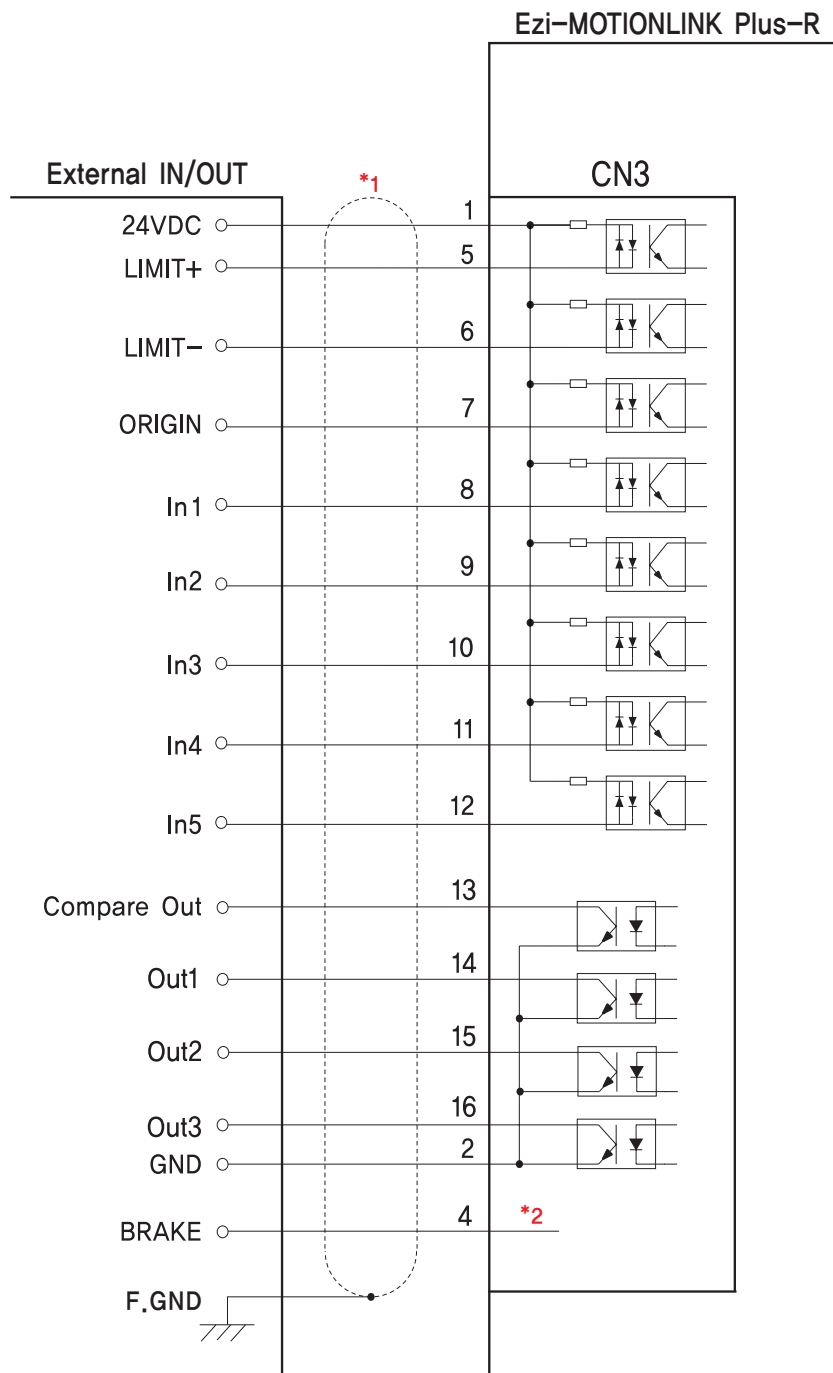 Ezi-MOTIONLINK Plus-R
External IN/OUT
*1
CN3
24VDC
1
LIMIT+
5
LIMIT-
6
ORIGIN
7
In1
8
In2
9
In3
10
In4
11
In5
12
Compare Out
13
Out1
14
Out2
15
Out3
16
GND
2
BRAKE
4
*2
F.GND